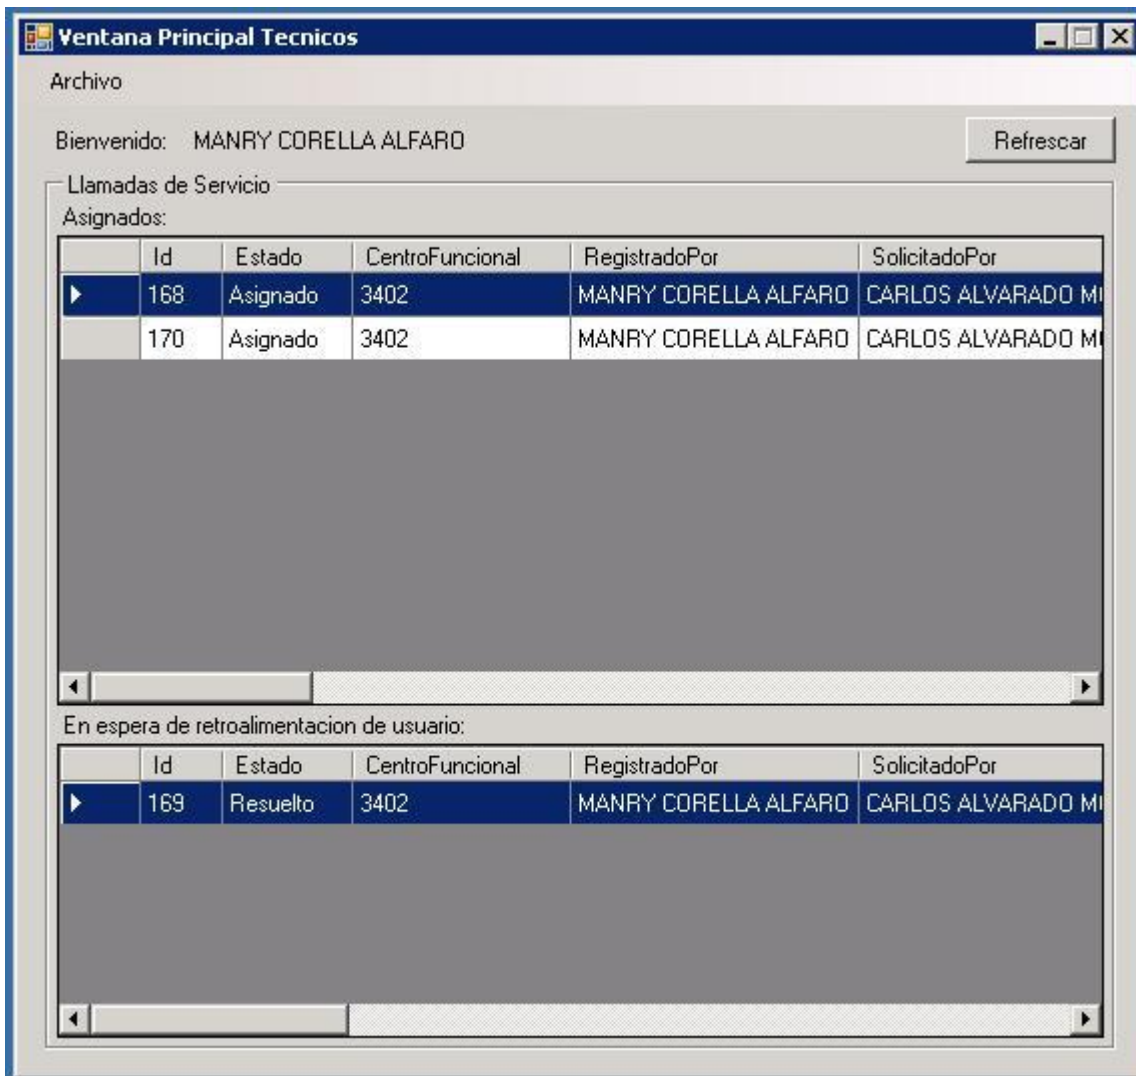 Ventana Principal Tecnicos
Archivo
Bienvenido: MANRY CORELLA ALFARO Refrescar
Llamadas de Servicio
Asignados:
Id Estado CentroFuncional RegistradoPor SolicitadoPor
168 Asignado 3402 MANRY CORELLA ALFARO CARLOS ALVARADO
170 Asignado 3402 MANRY CORELLA ALFARO CARLOS ALVARADO
En espera de retroalimentacion de usuario:
Id Estado CentroFuncional RegistradoPor SolicitadoPor
169 Resuelto 3402 MANRY CORELLA ALFARO CARLOS ALVARADO